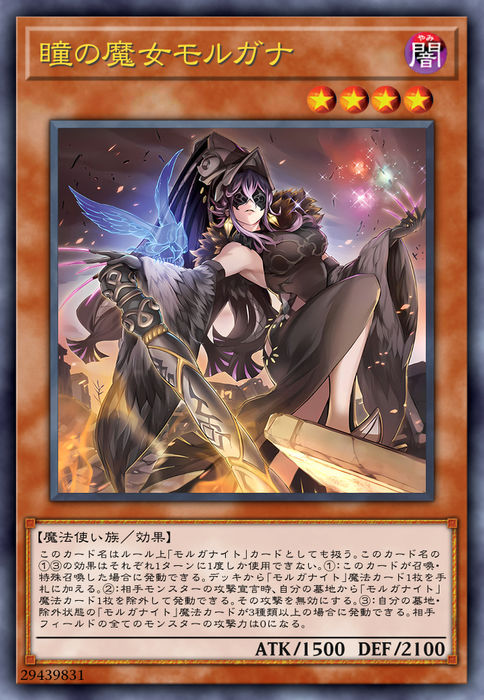 瞳の魔女モルガナ
やみ
闇
【魔法使い族／効果】
このカード名はルール上「モルガナイト」カードとしても扱う。このカード名の
①③の効果はそれぞれ1ターンに1度しか使用できない。①：このカードが召喚・
特殊召喚した場合に発動できる。デッキから「モルガナイト」魔法カード1枚を手
札に加える。②：相手モンスターの攻撃宣言時、自分の墓地から「モルガナイト」
魔法カード1枚を除外して発動できる。その攻撃を無効にする。③：自分の墓地・
除外状態の「モルガナイト」魔法カードが3種類以上の場合に発動できる。相手
フィールドの全てのモンスターの攻撃力は0になる。
ATK/1500 DEF/2100
29439831